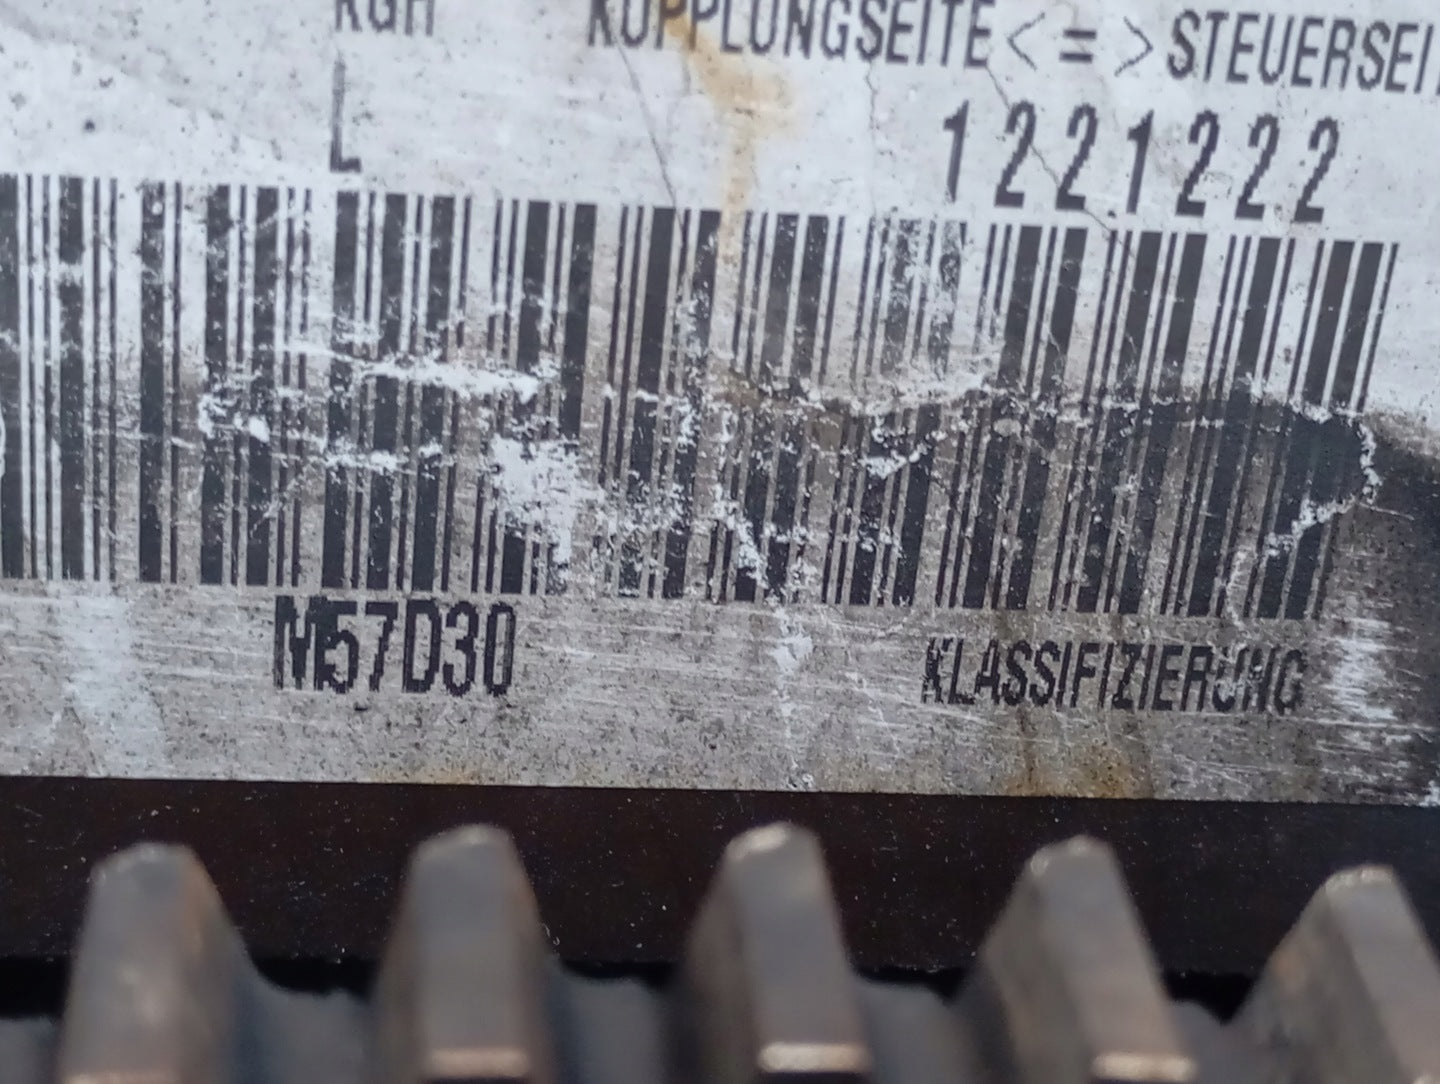 KGH KUPPLUNGSEITE <=> STEUERSEI
L 1221222
M57D30 KLASSIFIZIERUNG